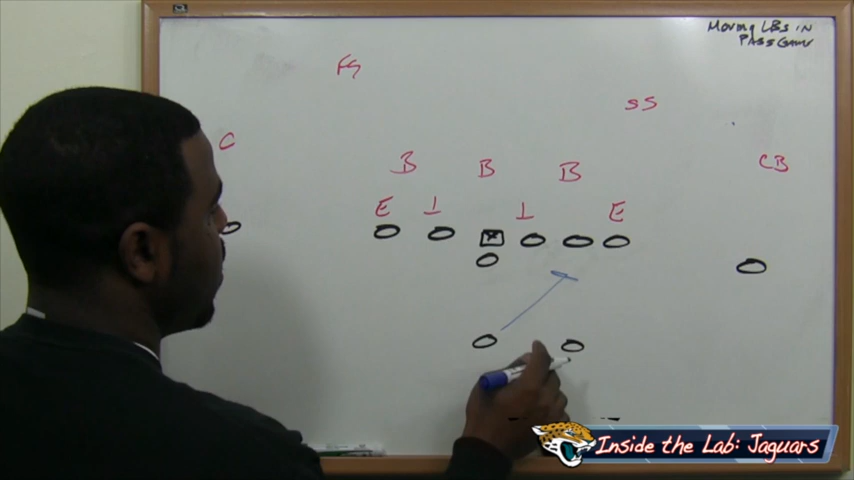 MOVING LBs IN
PASS GAME
FS
SS
C
CB
B B B
E T T E
X
Inside the Lab: Jaguars